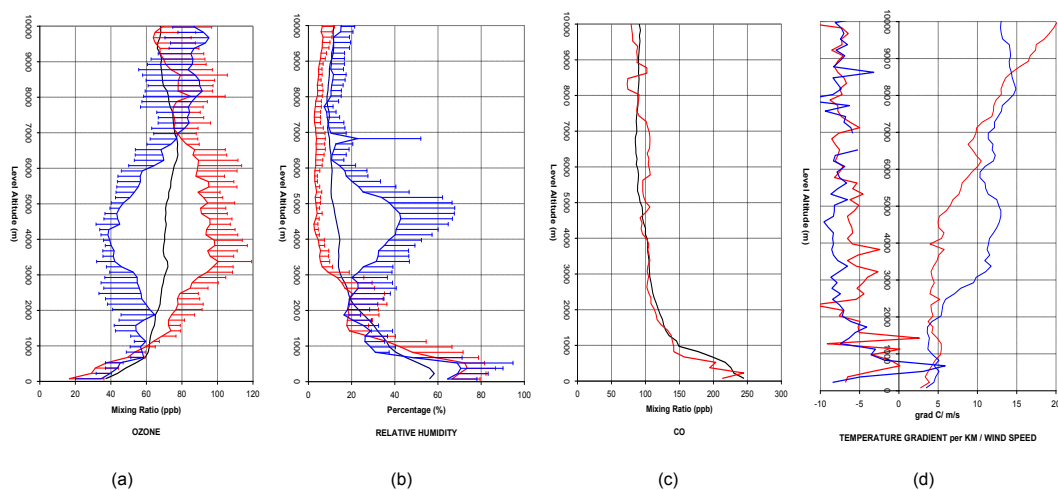 10000
9000
8000
7000
6000
5000
4000
3000
2000
1000
0
Level Altitude (m)
0 20 40 60 80 100 120
Mixing Ratio (ppb)
OZONE
(a)
10000
9000
8000
7000
6000
5000
4000
3000
2000
1000
0
Level Altitude (m)
0 20 40 60 80 100
Percentage (%)
RELATIVE HUMIDITY
(b)
10000
9000
8000
7000
6000
5000
4000
3000
2000
1000
0
Level Altitude (m)
0 50 100 150 200 250 300
Mixing Ratio (ppb)
CO
(c)
10000
9000
8000
7000
6000
5000
4000
3000
2000
1000
0
Level Altitude (m)
-10 -5 0 5 10 15 20
grad C/ m/s
TEMPERATURE GRADIENT per KM / WIND SPEED
(d)